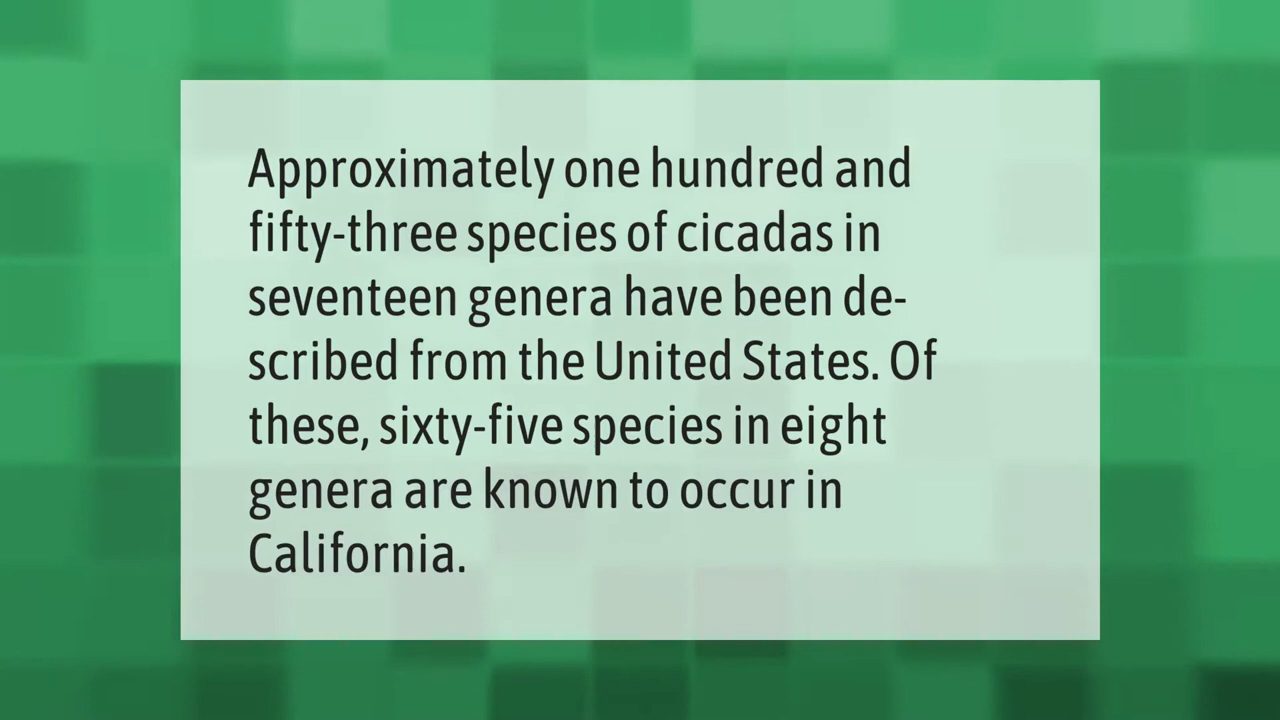 Approximately one hundred and
fifty-three species of cicadas in
seventeen genera have been de-
scribed from the United States. Of
these, sixty-five species in eight
genera are known to occur in
California.